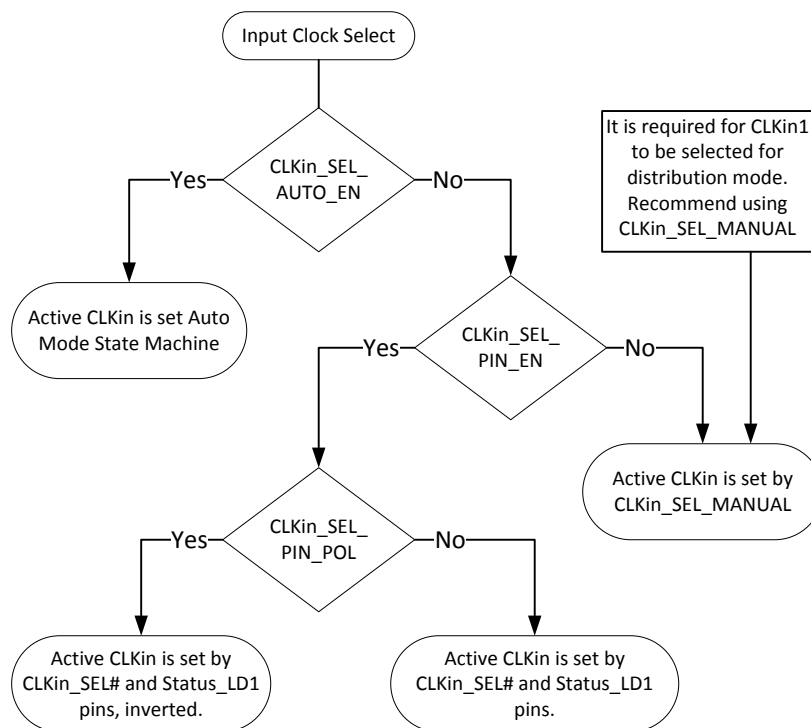 Input Clock Select
CLKin_SEL_
AUTO_EN
Yes
No
It is required for CLKin1
to be selected for
distribution mode.
Recommend using
CLKin_SEL_MANUAL
Active CLKin is set Auto
Mode State Machine
CLKin_SEL_
PIN_EN
Yes
No
Active CLKin is set by
CLKin_SEL_MANUAL
CLKin_SEL_
PIN_POL
Yes
No
Active CLKin is set by
CLKin_SEL# and Status_LD1
pins, inverted.
Active CLKin is set by
CLKin_SEL# and Status_LD1
pins.